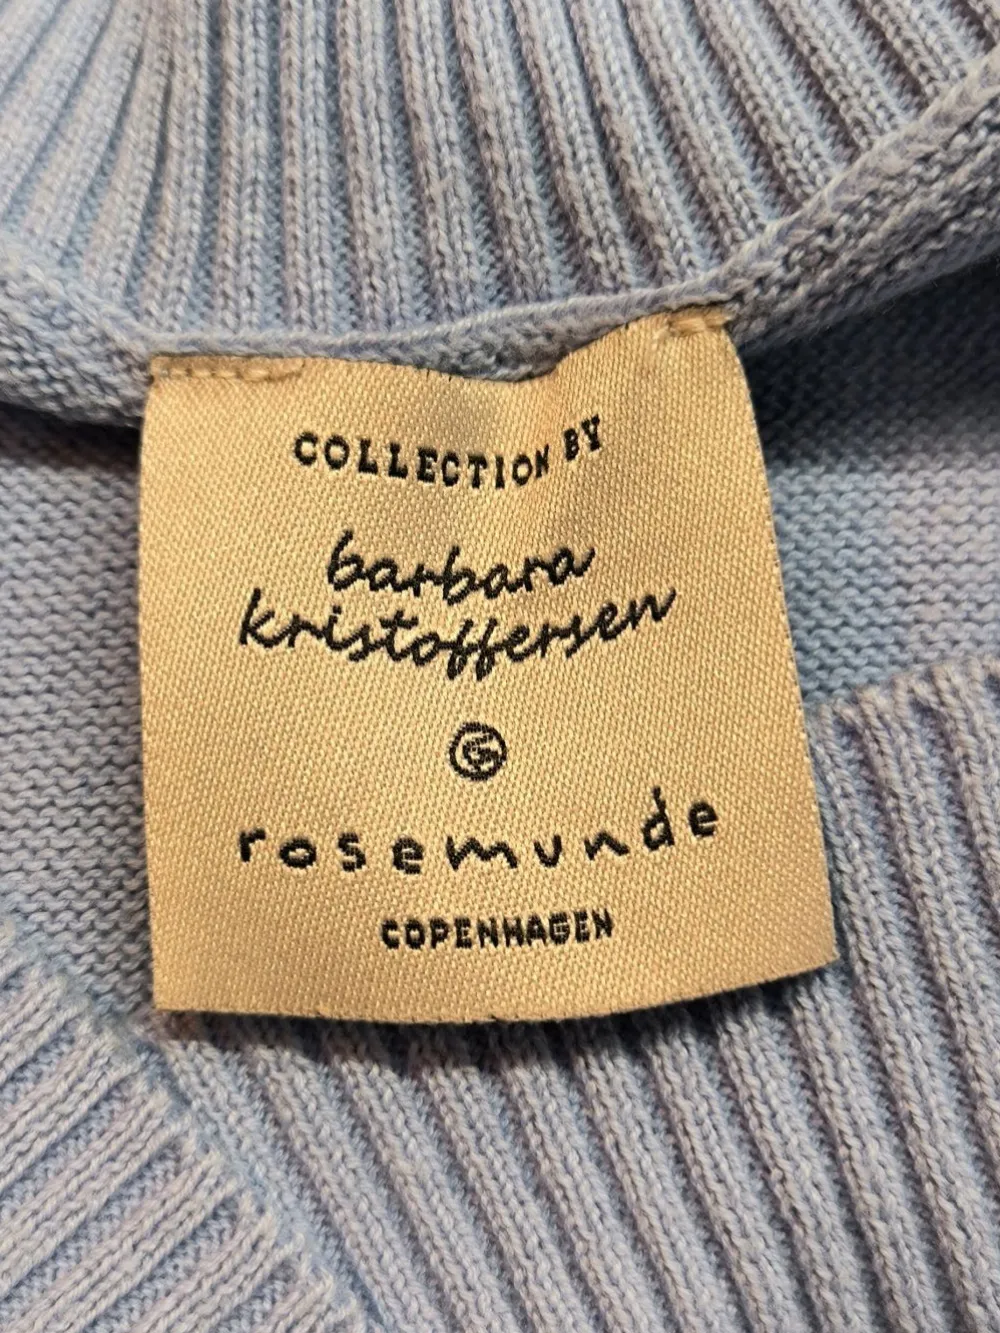 COLLECTION BY
barbara
kristoffersen
rosemunde
COPENHAGEN